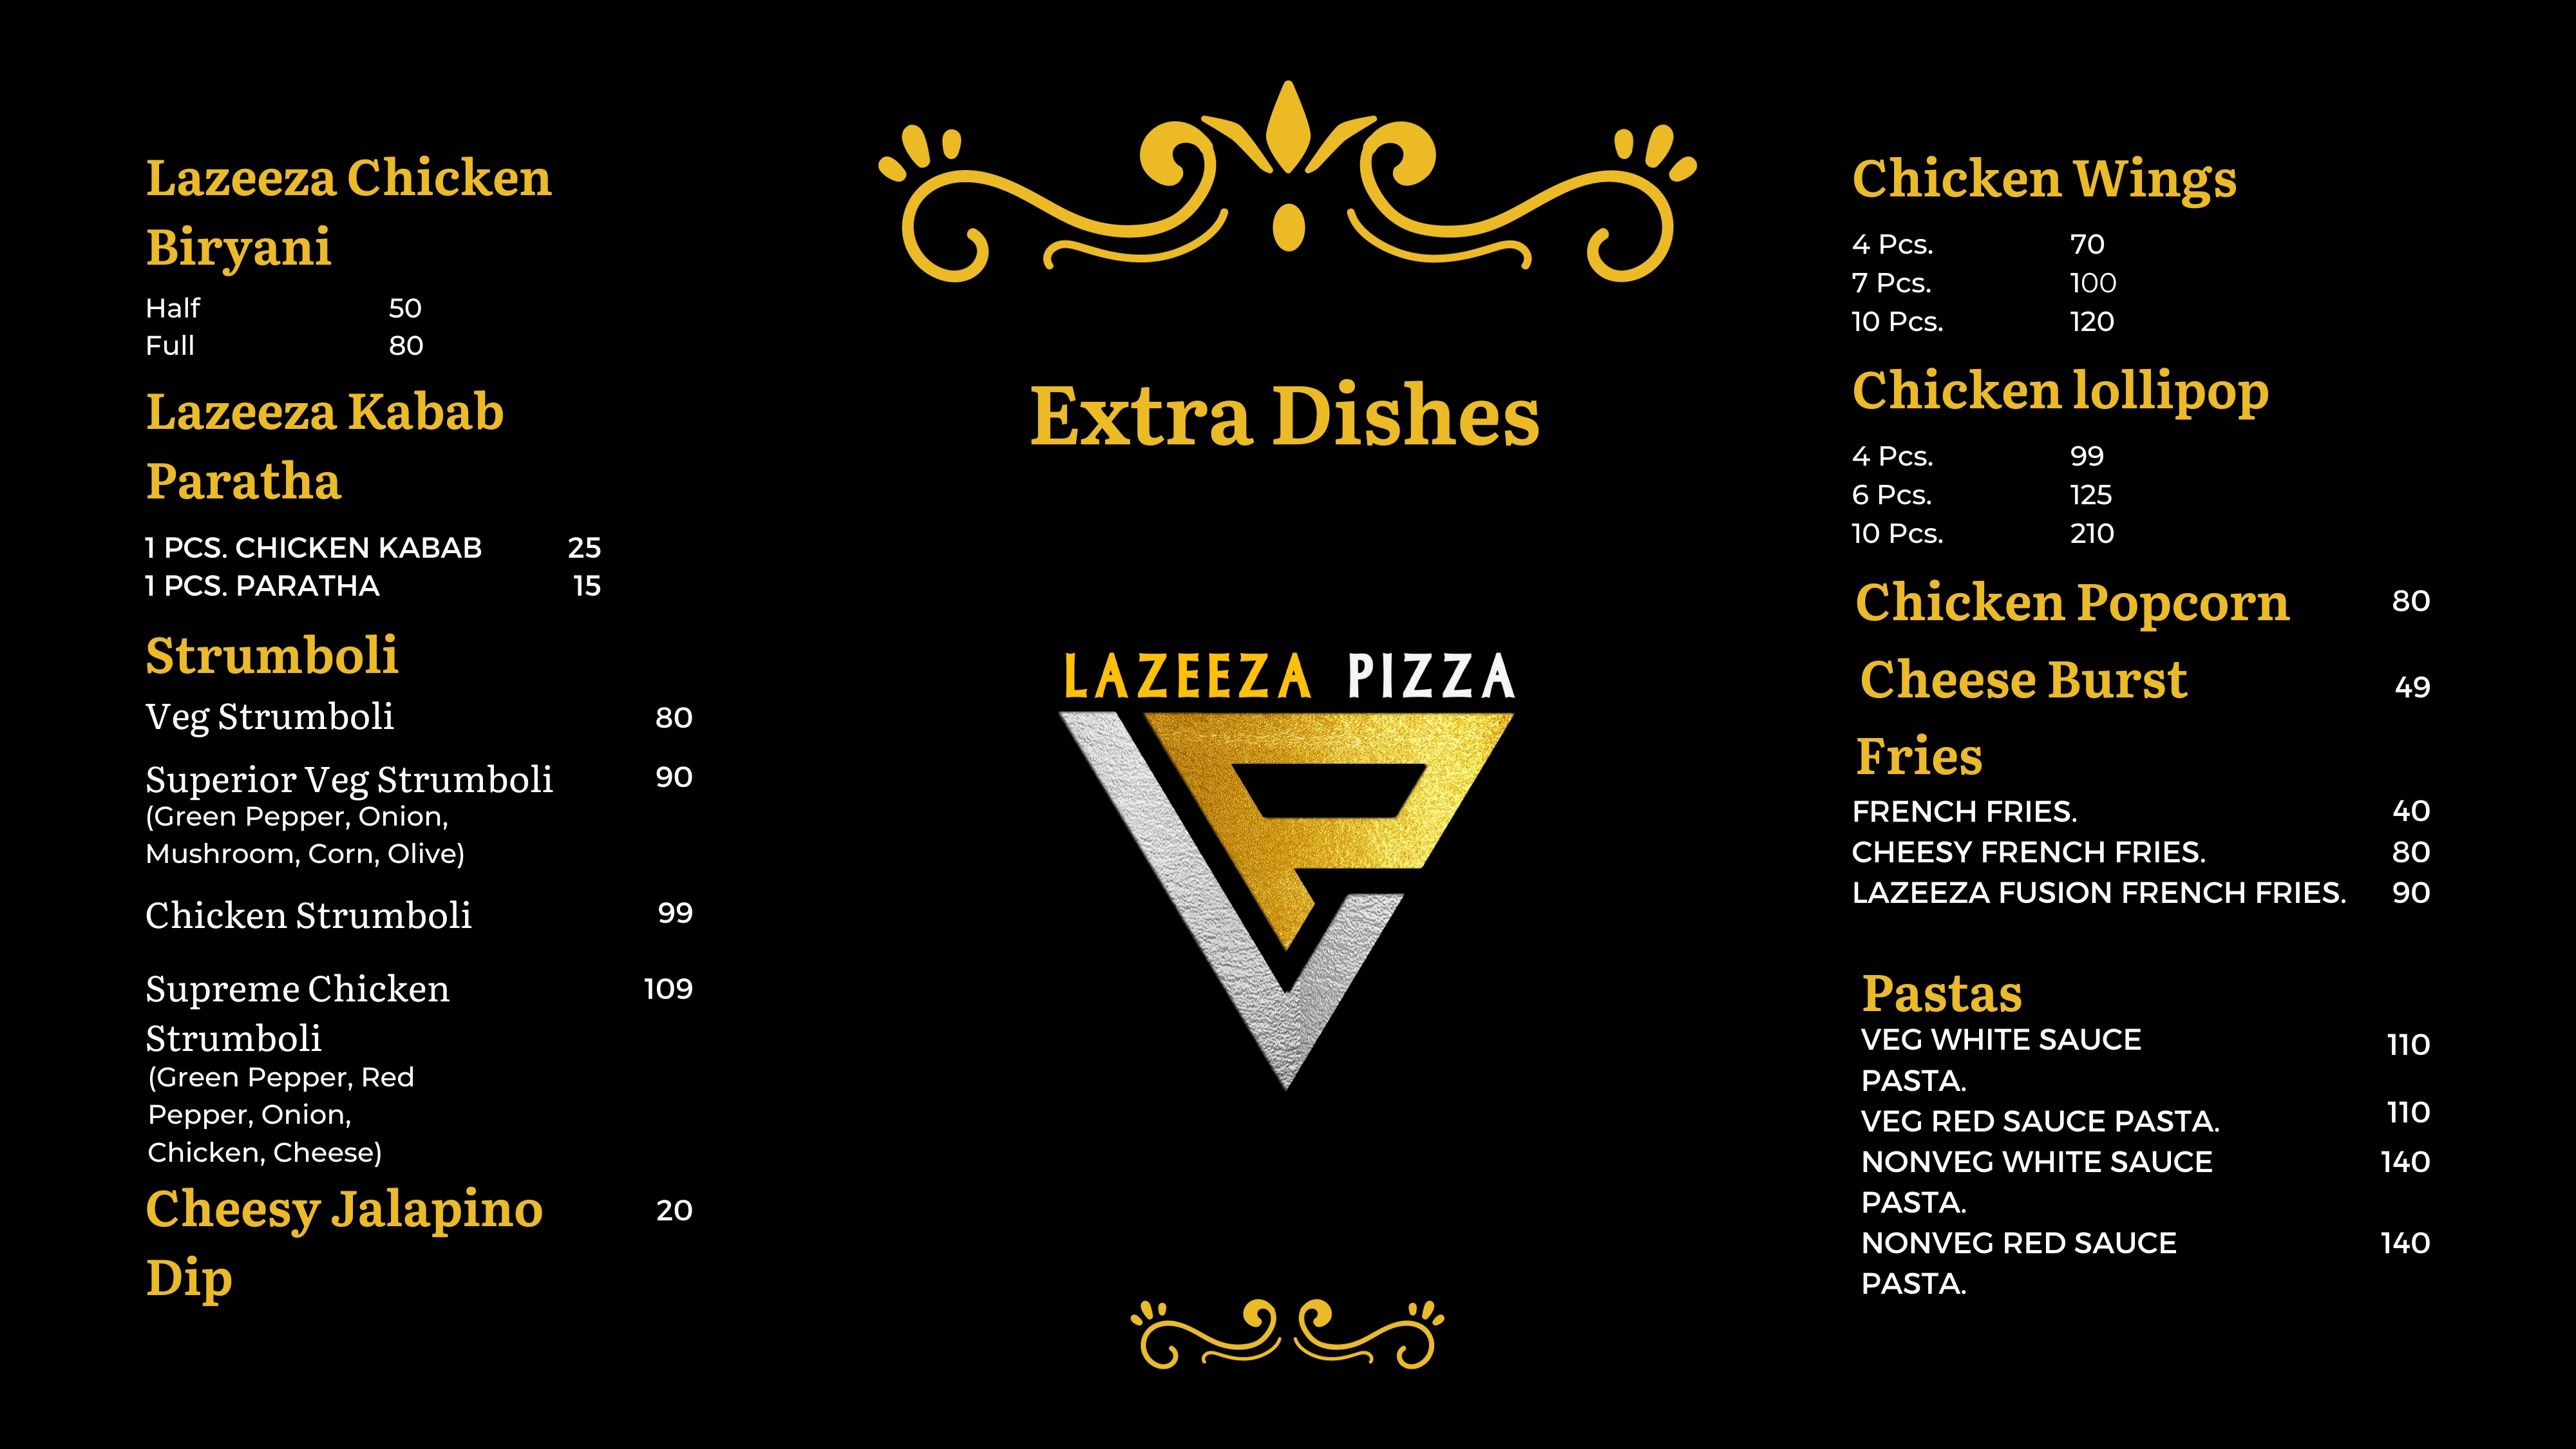 Lazeeza Chicken
Biryani
Half 50
Full 80
Lazeeza Kabab
Paratha
1 PCS. CHICKEN KABAB 25
1 PCS. PARATHA 15
Strumboli
Veg Strumboli 80
Superior Veg Strumboli 90
(Green Pepper, Onion,
Mushroom, Corn, Olive)
Chicken Strumboli 99
Supreme Chicken 109
Strumboli
(Green Pepper, Red
Pepper, Onion,
Chicken, Cheese)
Cheesy Jalapino 20
Dip
Extra Dishes
LAZEEZA PIZZA
Chicken Wings
4 Pcs. 70
7 Pcs. 100
10 Pcs. 120
Chicken lollipop
4 Pcs. 99
6 Pcs. 125
10 Pcs. 210
Chicken Popcorn 80
Cheese Burst 49
Fries
FRENCH FRIES. 40
CHEESY FRENCH FRIES. 80
LAZEEZA FUSION FRENCH FRIES. 90
Pastas
VEG WHITE SAUCE 110
PASTA.
VEG RED SAUCE PASTA. 110
NONVEG WHITE SAUCE 140
PASTA.
NONVEG RED SAUCE 140
PASTA.